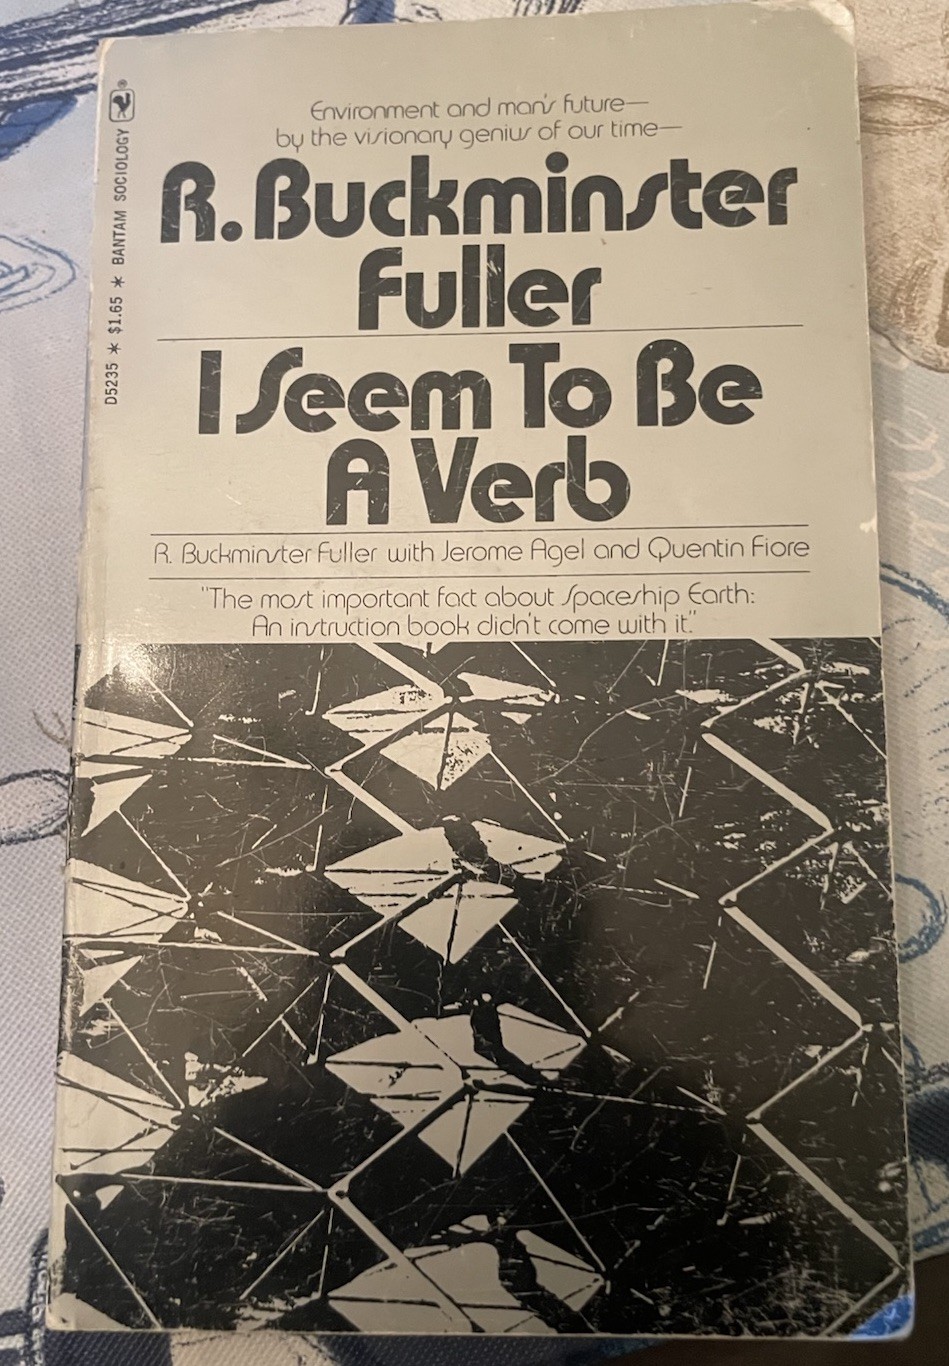 Environment and man's future—
by the visionary genius of our time—
R. Buckminster
Fuller
I Seem To Be
A Verb
R. Buckminster Fuller with Jerome Agel and Quentin Fiore
"The most important fact about Spaceship Earth:
An instruction book didn't come with it."
D5235 * $1.65 * BANTAM SOCIOLOGY ®